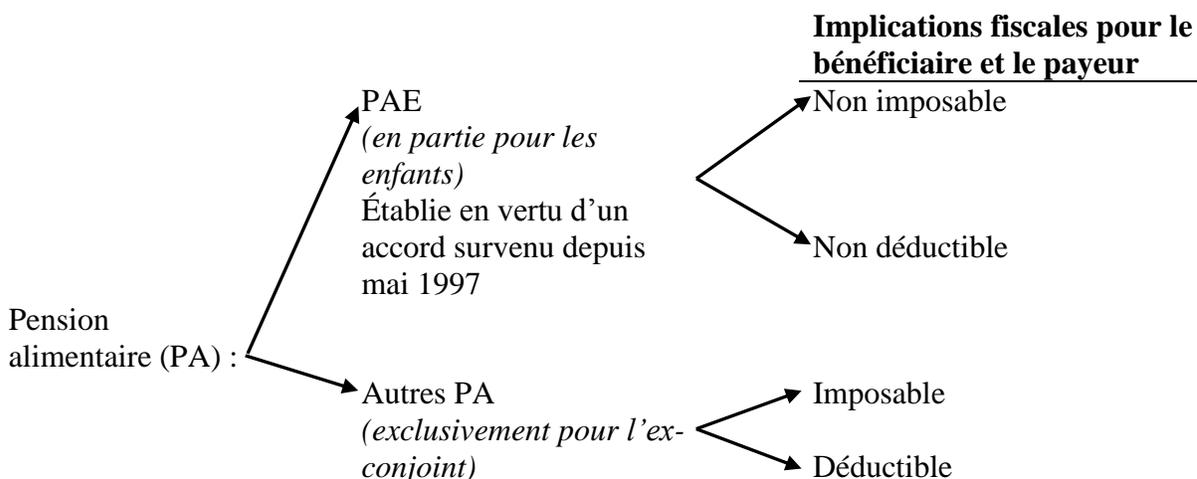 Implications fiscales pour le
bénéficiaire et le payeur
PAE
(en partie pour les
enfants)
Établie en vertu d’un
accord survenu depuis
mai 1997
Non imposable
Non déductible
Pension
alimentaire (PA) :
Autres PA
(exclusivement pour l’ex-
conjoint)
Imposable
Déductible